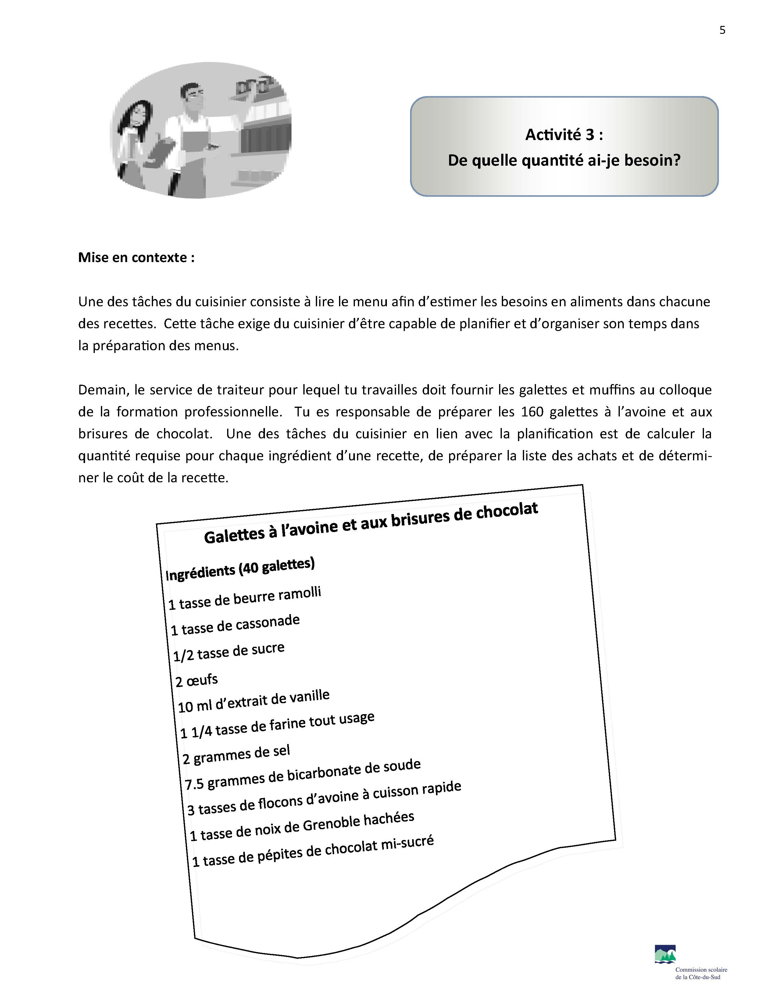 5
Activité 3 :
De quelle quantité ai-je besoin?
Mise en contexte :
Une des tâches du cuisinier consiste à lire le menu afin d’estimer les besoins en aliments dans chacune
des recettes.  Cette tâche exige du cuisinier d’être capable de planifier et d’organiser son temps dans
la préparation des menus.
Demain, le service de traiteur pour lequel tu travailles doit fournir les galettes et muffins au colloque
de la formation professionnelle.  Tu es responsable de préparer les 160 galettes à l’avoine et aux
brisures de chocolat.  Une des tâches du cuisinier en lien avec la planification est de calculer la
quantité requise pour chaque ingrédient d’une recette, de préparer la liste des achats et de détermi-
ner le coût de la recette.
Galettes à l’avoine et aux brisures de chocolat
Ingrédients (40 galettes)
1 tasse de beurre ramolli
1 tasse de cassonade
1/2 tasse de sucre
2 œufs
10 ml d’extrait de vanille
1 1/4 tasse de farine tout usage
2 grammes de sel
7.5 grammes de bicarbonate de soude
3 tasses de flocons d’avoine à cuisson rapide
1 tasse de noix de Grenoble hachées
1 tasse de pépites de chocolat mi-sucré
Commission scolaire
de la Côte-du-Sud